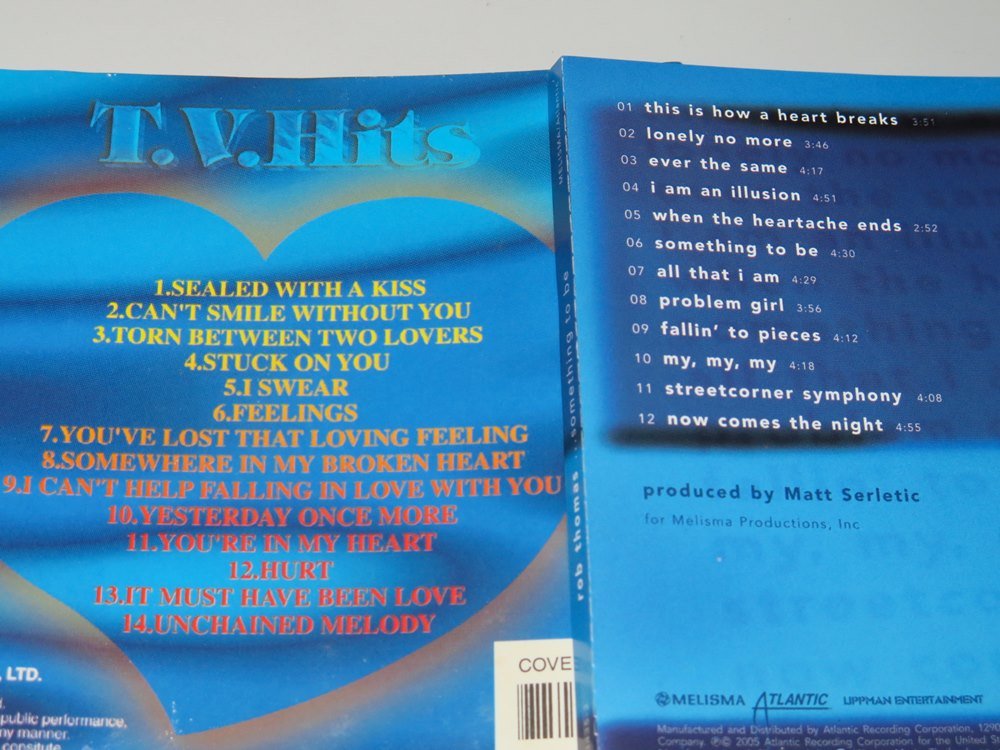 T.V.Hits
1.SEALED WITH A KISS
2.CAN'T SMILE WITHOUT YOU
3.TORN BETWEEN TWO LOVERS
4.STUCK ON YOU
5.I SWEAR
6.FEELINGS
7.YOU'VE LOST THAT LOVING FEELING
8.SOMEWHERE IN MY BROKEN HEART
9.I CAN'T HELP FALLING IN LOVE WITH YOU
10.YESTERDAY ONCE MORE
11.YOU'RE IN MY HEART
12.HURT
13.IT MUST HAVE BEEN LOVE
14.UNCHAINED MELODY
, LTD.
public performance,
ny manner.
consitute
COVE
rob thomas ...something to be
01 this is how a heart breaks 3:51
02 lonely no more 3:46
03 ever the same 4:17
04 i am an illusion 4:51
05 when the heartache ends 2:52
06 something to be 4:30
07 all that i am 4:29
08 problem girl 3:56
09 fallin' to pieces 4:12
10 my, my, my 4:18
11 streetcorner symphony 4:08
12 now comes the night 4:55
produced by Matt Serletic
for Melisma Productions, Inc
MELISMA ATLANTIC LIPPMAN ENTERTAINMENT
Manufactured and Distributed by Atlantic Recording Corporation, 1290
Company. ℗© 2005 Atlantic Recording Corporation for the United St